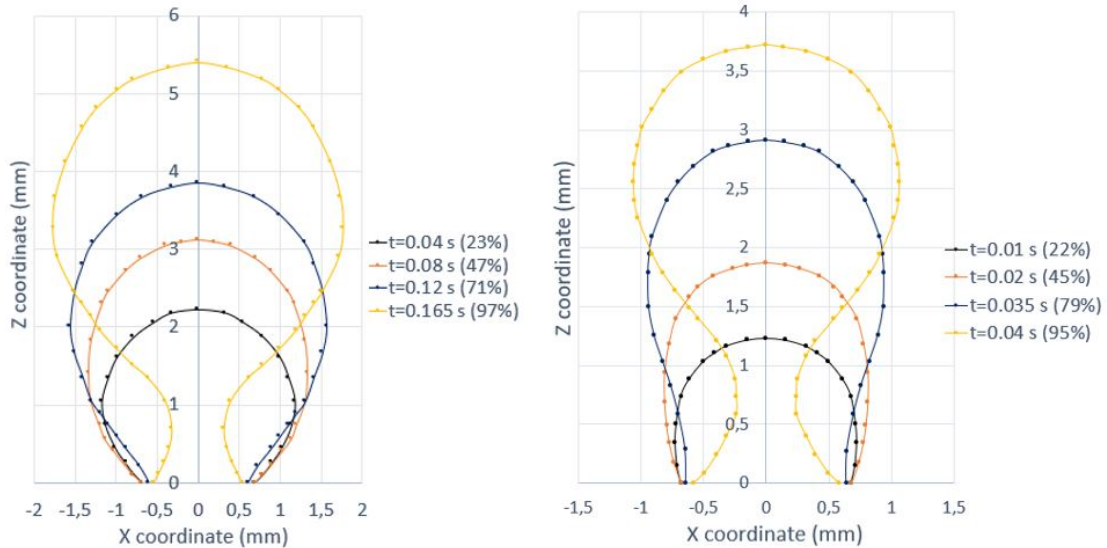 6
5
4
3
2
1
0
-2 -1,5 -1 -0,5 0 0,5 1 1,5 2
X coordinate (mm)
Z coordinate (mm)
t=0.04 s (23%)
t=0.08 s (47%)
t=0.12 s (71%)
t=0.165 s (97%)
4
3,5
3
2,5
2
1,5
1
0,5
0
-1,5 -1 -0,5 0 0,5 1 1,5
X coordinate (mm)
Z coordinate (mm)
t=0.01 s (22%)
t=0.02 s (45%)
t=0.035 s (79%)
t=0.04 s (95%)